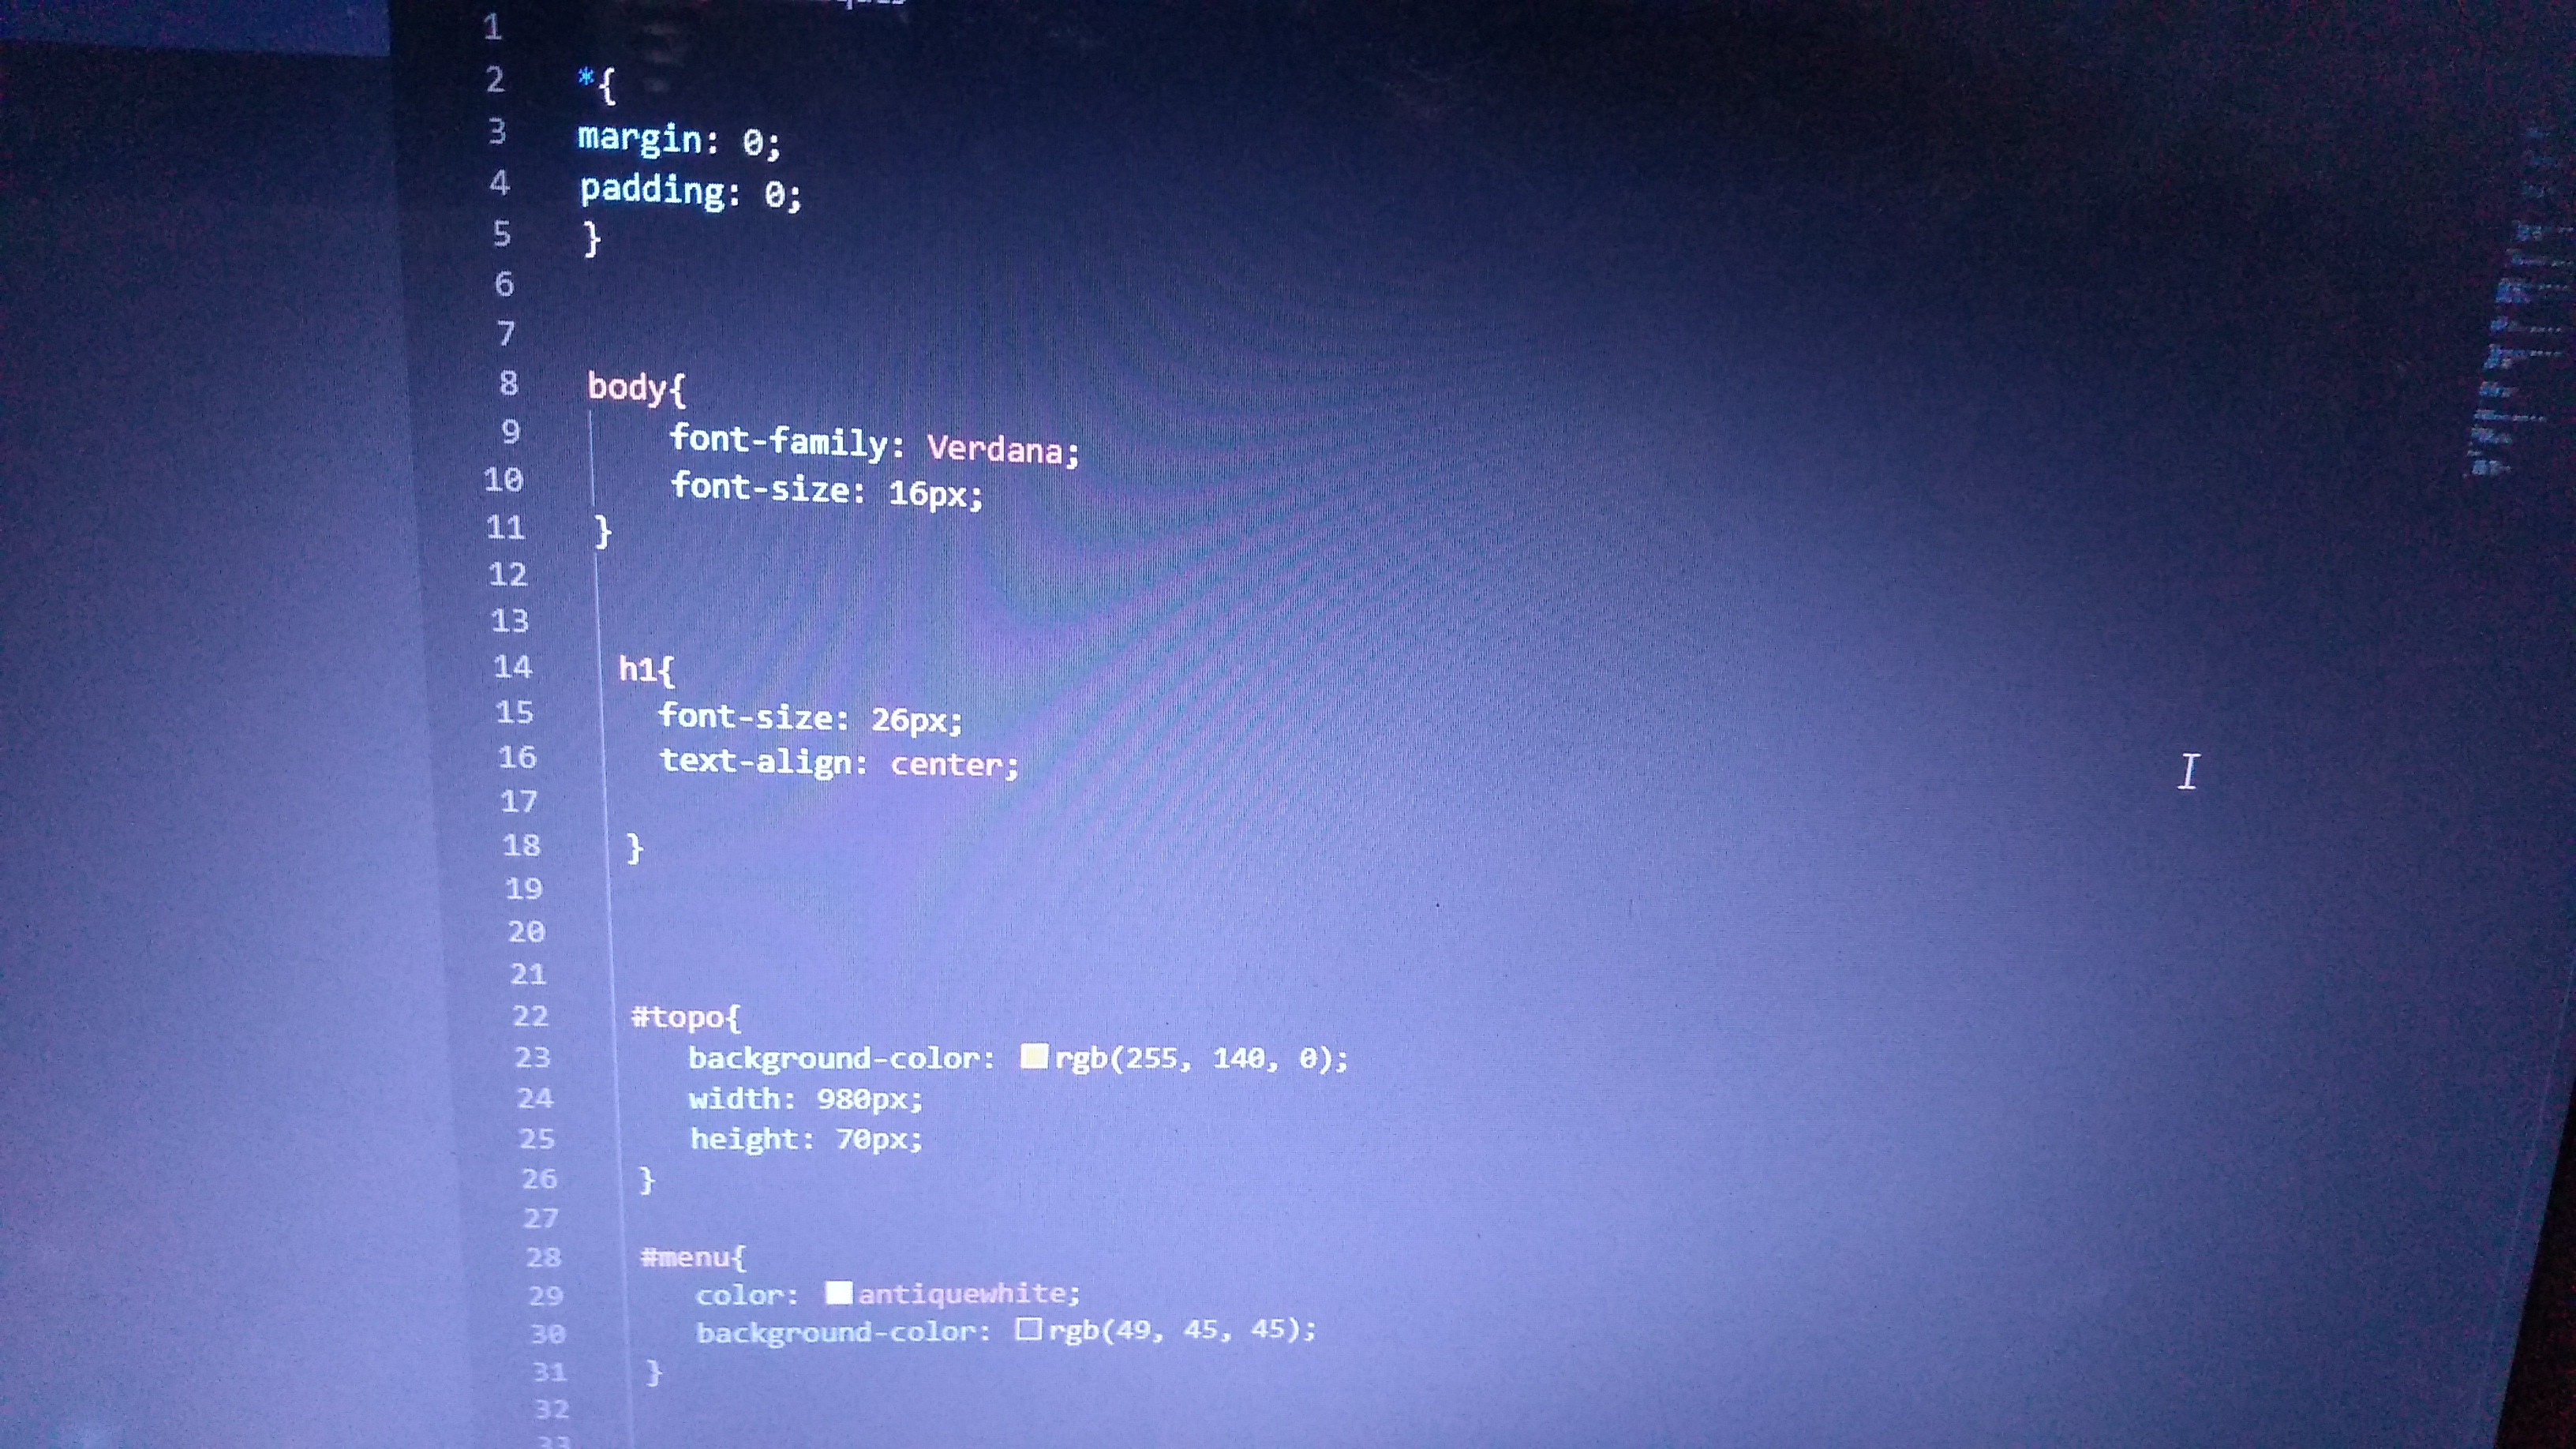 1
2 *{
3 margin: 0;
4 padding: 0;
5 }
6
7
8 body{
9 font-family: Verdana;
10 font-size: 16px;
11 }
12
13
14 h1{
15 font-size: 26px;
16 text-align: center;
17
18 }
19
20
21
22 #topo{
23 background-color: rgb(255, 140, 0);
24 width: 980px;
25 height: 70px;
26 }
27
28 #menu{
29 color: antiquewhite;
30 background-color: rgb(49, 45, 45);
31 }
32
33